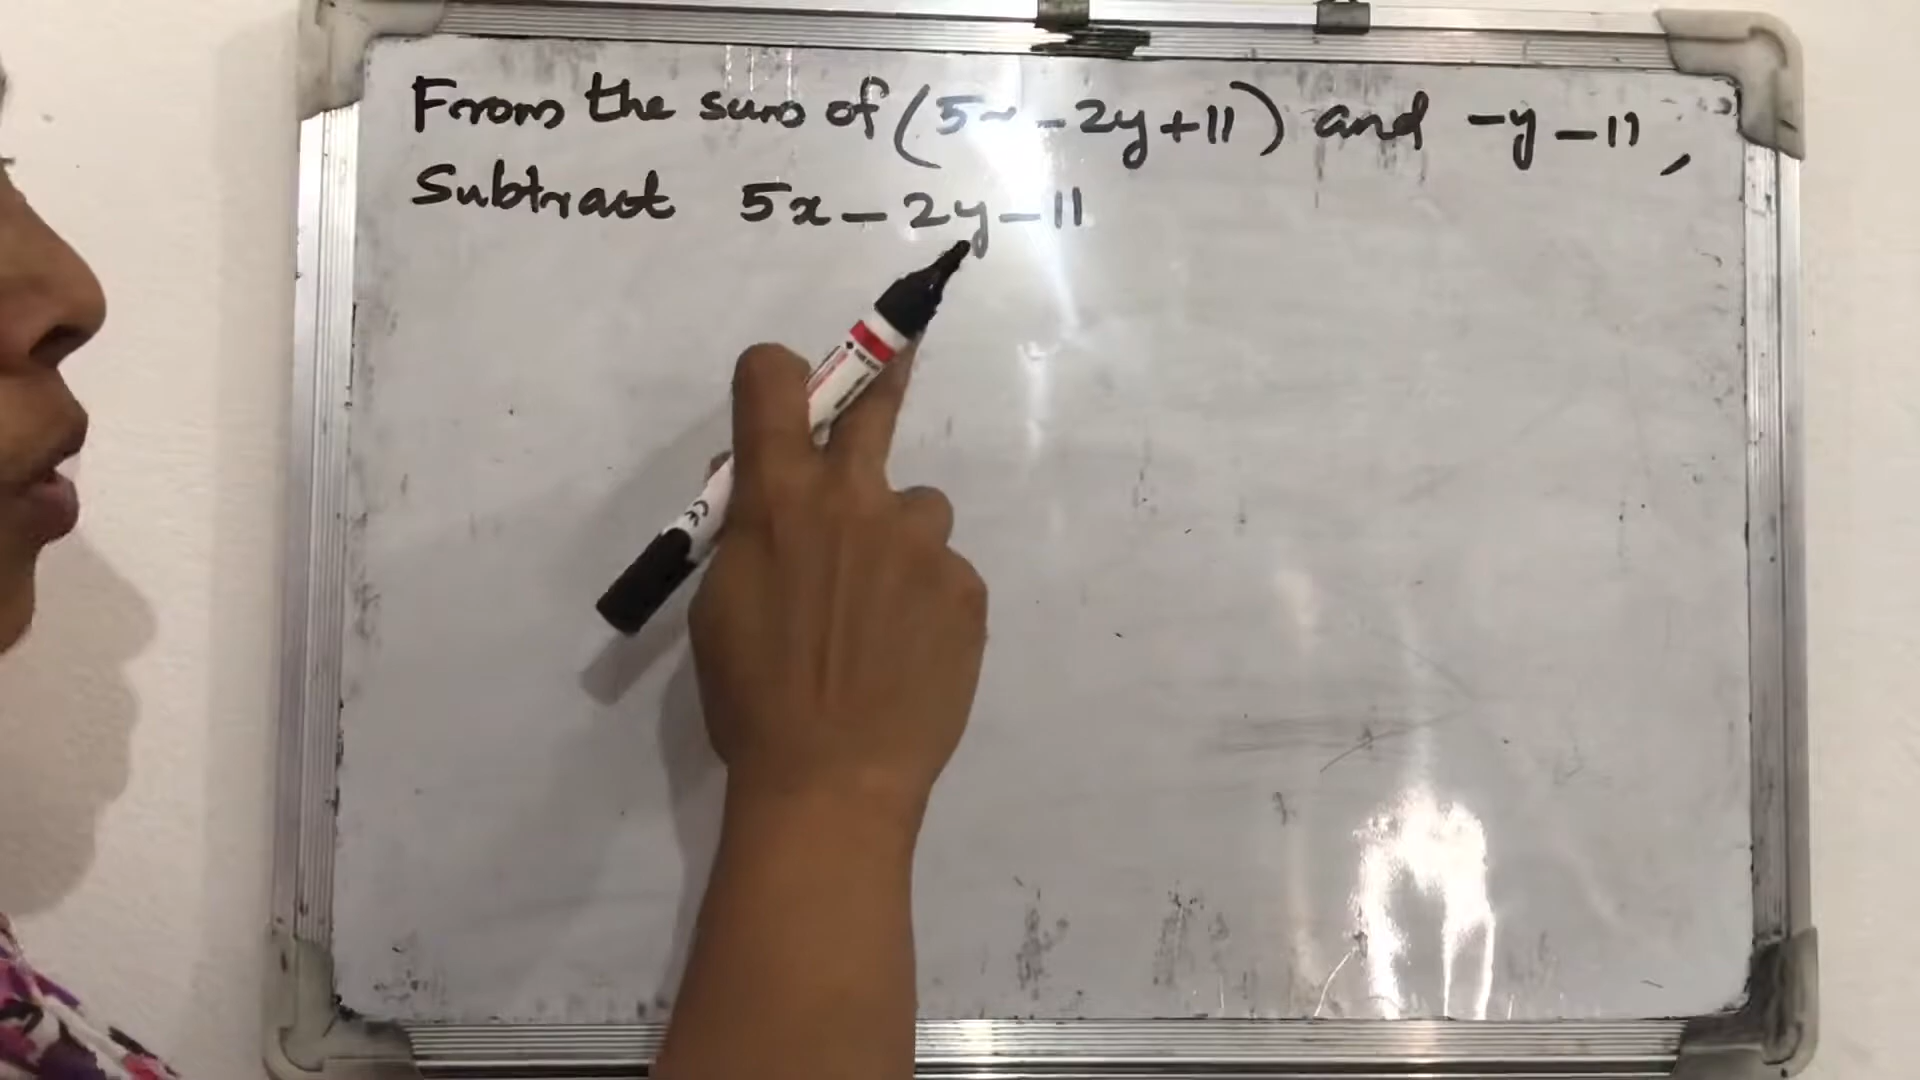 From the sum of (5x-2y+11) and -y-11,
Subtract 5x-2y-11